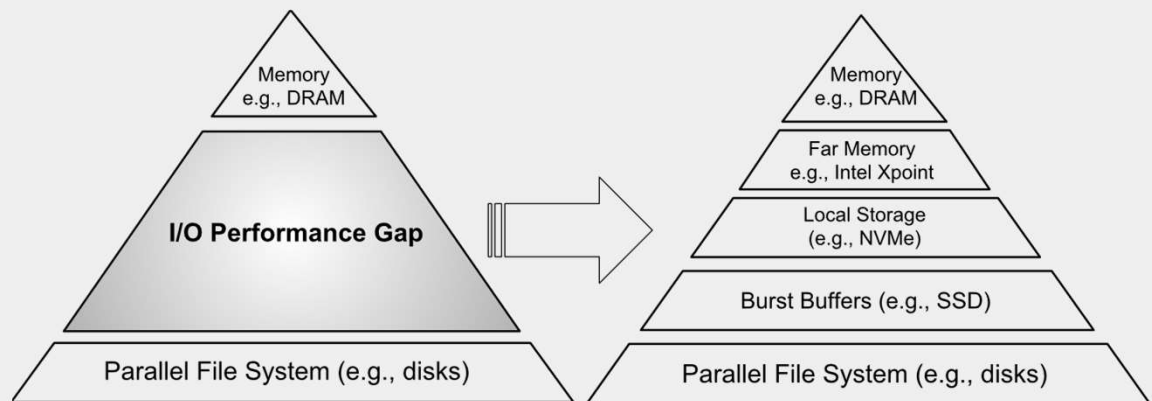 Memory
e.g., DRAM
I/O Performance Gap
Parallel File System (e.g., disks)
Memory
e.g., DRAM
Far Memory
e.g., Intel Xpoint
Local Storage
(e.g., NVMe)
Burst Buffers (e.g., SSD)
Parallel File System (e.g., disks)